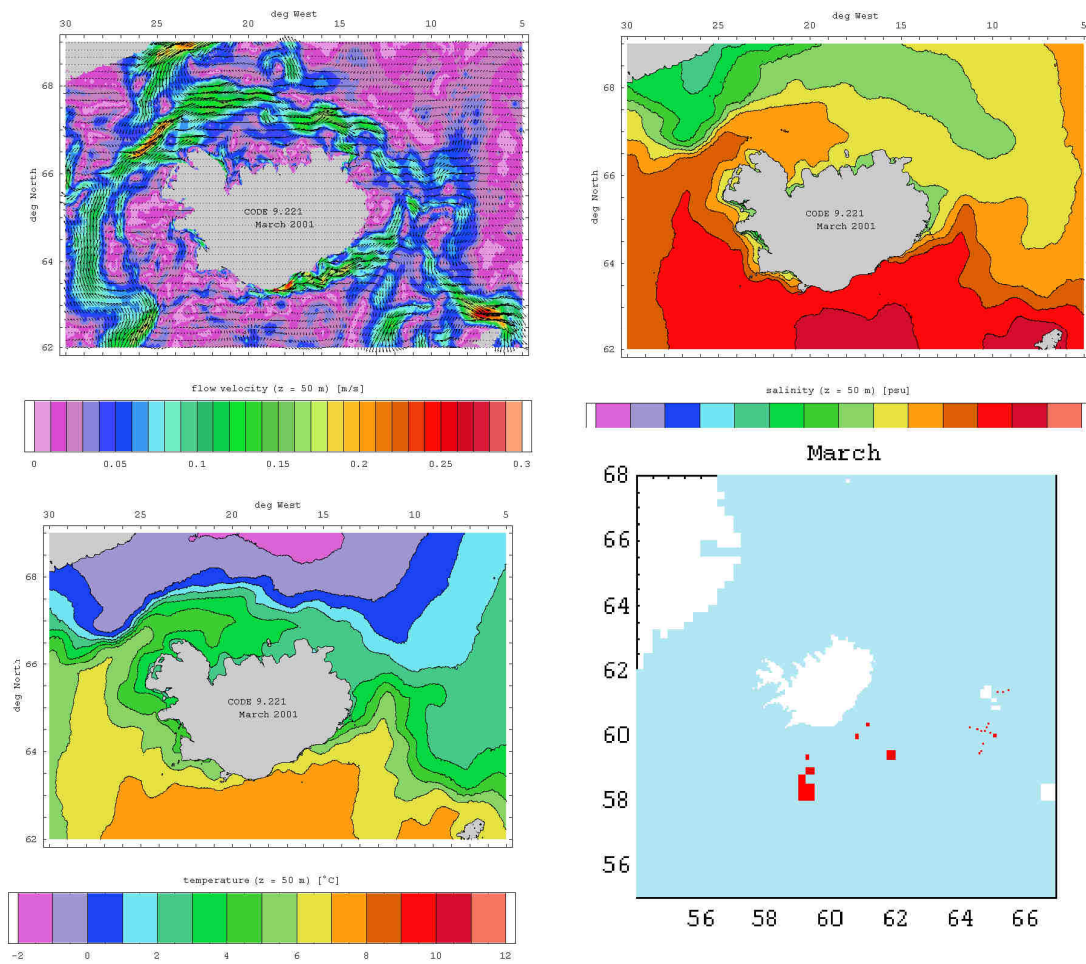 deg West
30 25 20 15 10 5
68
66
64
62
deg North
CODE 9.221
March 2001
flow velocity (z = 50 m) [m/s]
0 0.05 0.1 0.15 0.2 0.25 0.3
deg West
30 25 20 15 10 5
68
66
64
62
deg North
CODE 9.221
March 2001
salinity (z = 50 m) [psu]
deg West
30 25 20 15 10 5
68
66
64
62
deg North
CODE 9.221
March 2001
temperature (z = 50 m) [°C]
-2 0 2 4 6 8 10 12
March
68
66
64
63
62
60
58
56
56 58 60 62 64 66